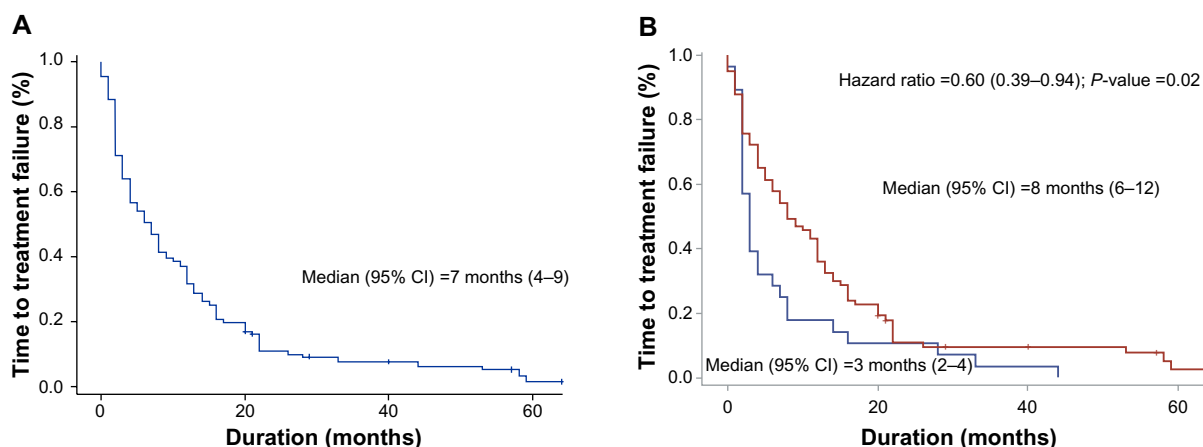 A
Time to treatment failure (%)
1.0
0.8
0.6
0.4
0.2
0.0
Median (95% CI) =7 months (4–9)
0
20
40
60
Duration (months)
B
Time to treatment failure (%)
1.0
0.8
0.6
0.4
0.2
0.0
Hazard ratio =0.60 (0.39–0.94); P-value =0.02
Median (95% CI) =8 months (6–12)
Median (95% CI) =3 months (2–4)
0
20
40
60
Duration (months)